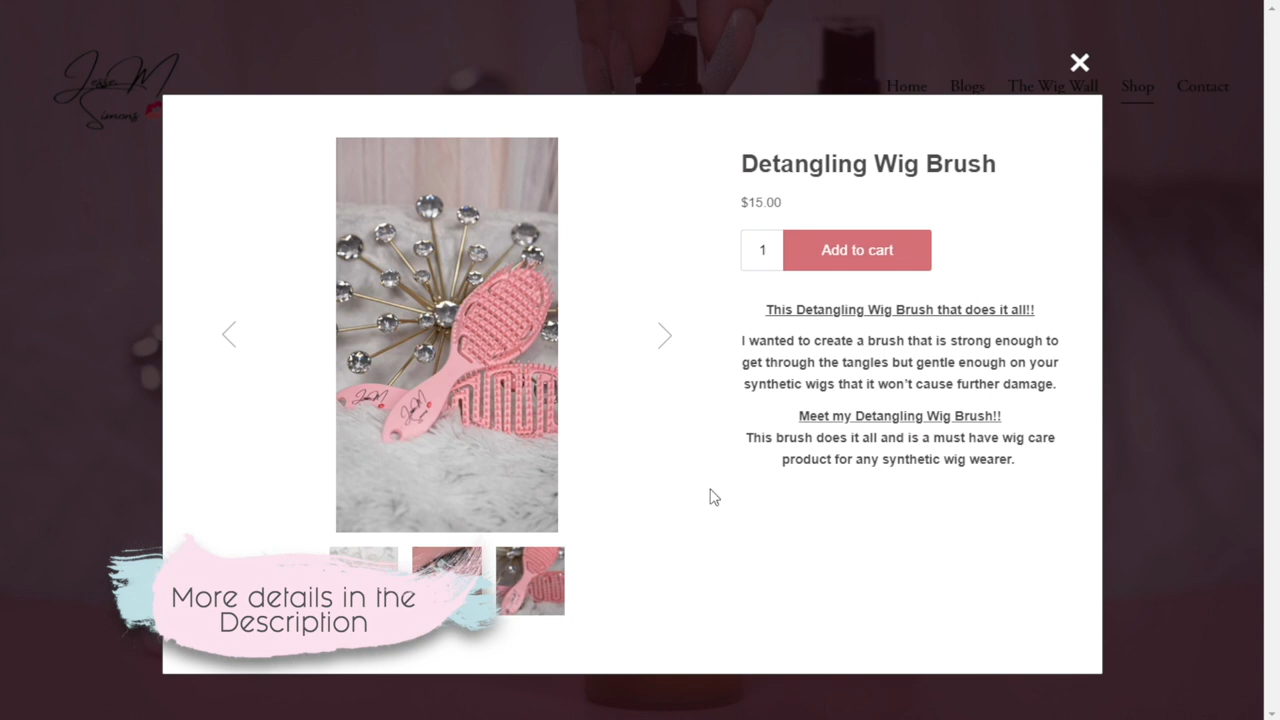 JessaM
Simons
Home Blogs The Wig Wall Shop Contact
Detangling Wig Brush
$15.00
1 Add to cart
This Detangling Wig Brush that does it all!!
I wanted to create a brush that is strong enough to
get through the tangles but gentle enough on your
synthetic wigs that it won’t cause further damage.
Meet my Detangling Wig Brush!!
This brush does it all and is a must have wig care
product for any synthetic wig wearer.
More details in the
Description